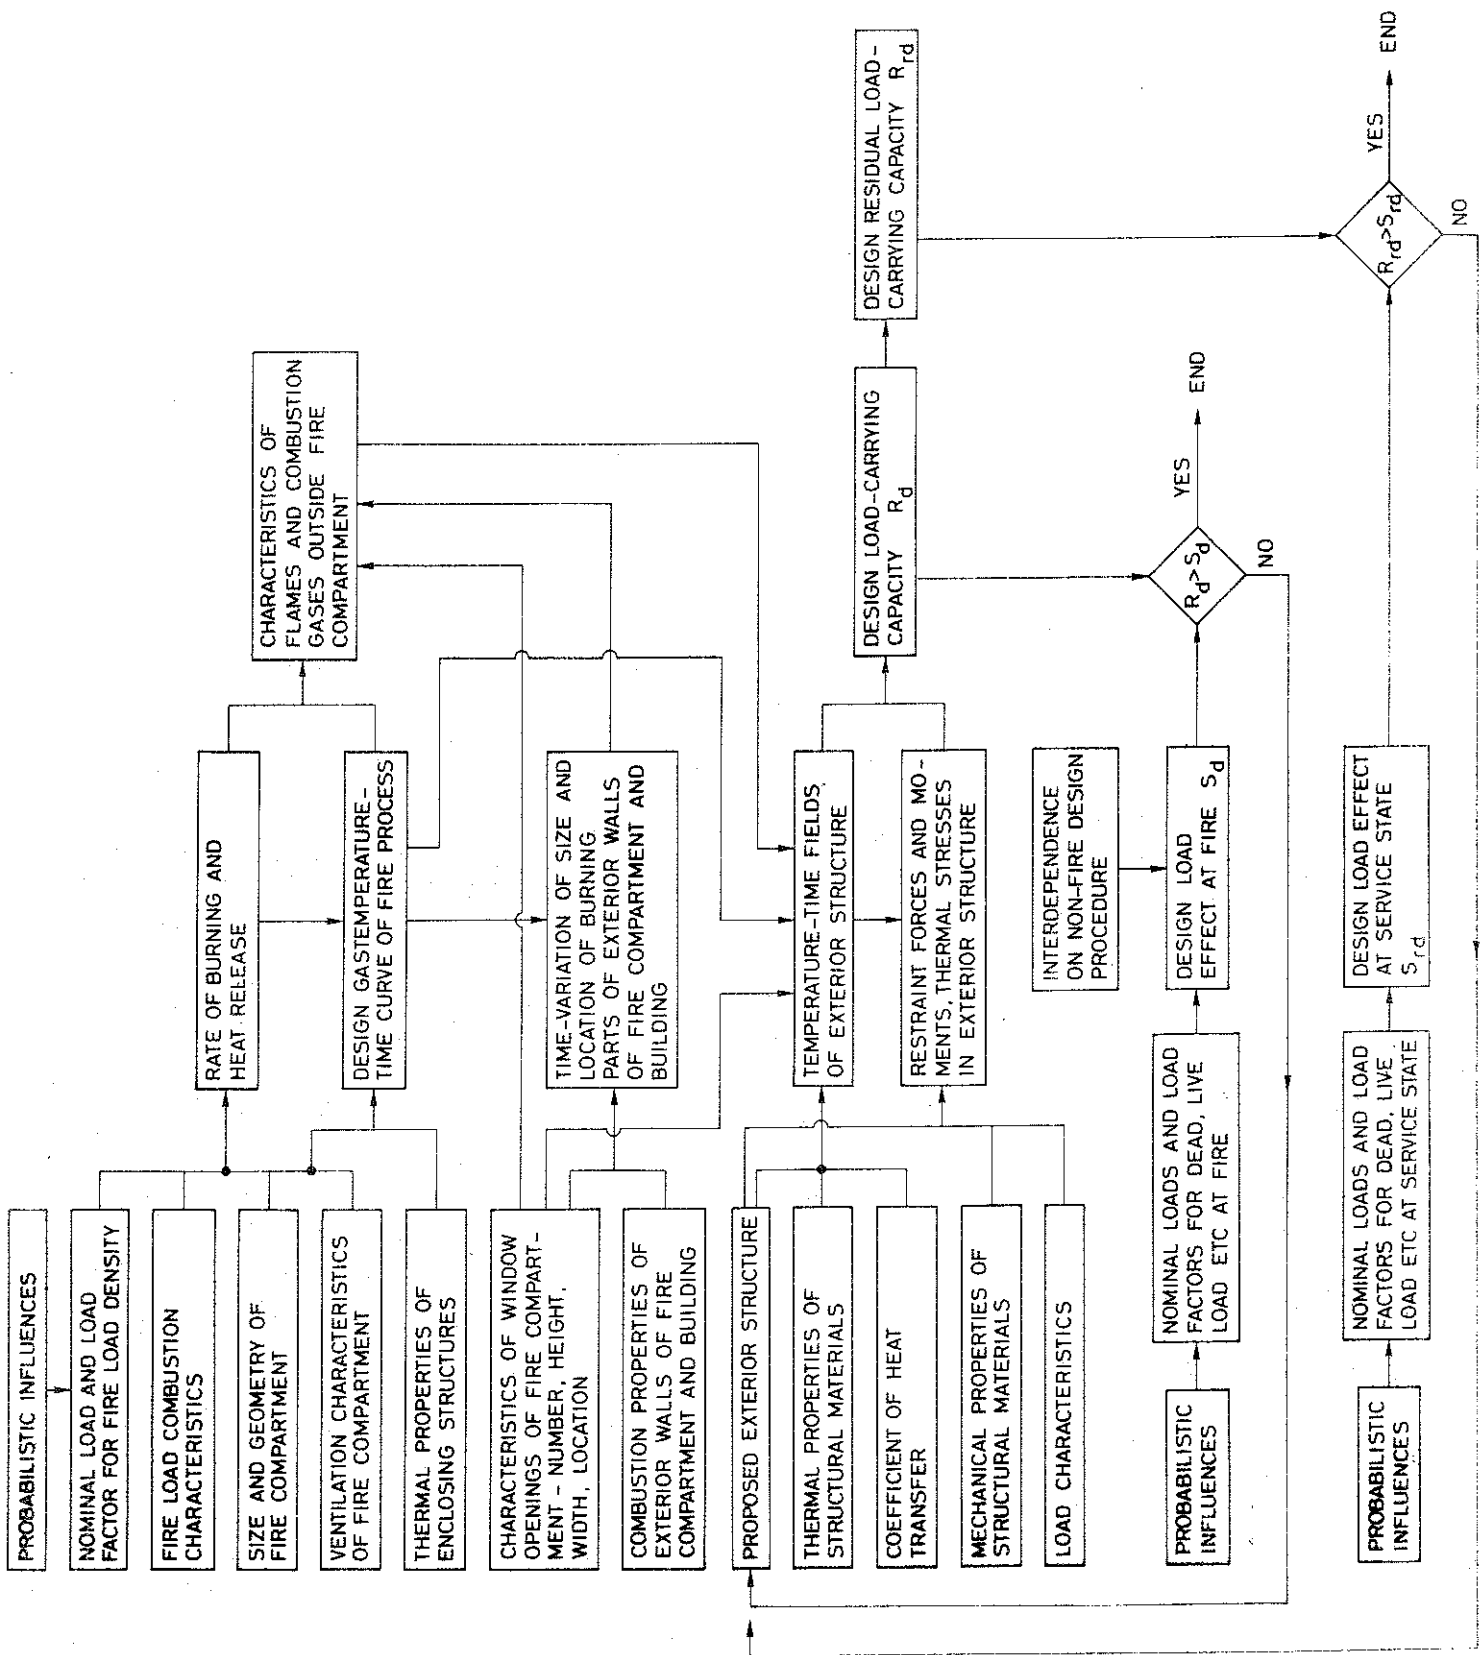 PROBABILISTIC INFLUENCES
NOMINAL LOAD AND LOAD
FACTOR FOR FIRE LOAD DENSITY
FIRE LOAD COMBUSTION
CHARACTERISTICS
SIZE AND GEOMETRY OF
FIRE COMPARTMENT
VENTILATION CHARACTERISTICS
OF FIRE COMPARTMENT
THERMAL PROPERTIES OF
ENCLOSING STRUCTURES
CHARACTERISTICS OF WINDOW
OPENINGS OF FIRE COMPART-
MENT - NUMBER, HEIGHT,
WIDTH, LOCATION
COMBUSTION PROPERTIES OF
EXTERIOR WALLS OF FIRE
COMPARTMENT AND BUILDING
PROPOSED EXTERIOR STRUCTURE
THERMAL PROPERTIES OF
STRUCTURAL MATERIALS
COEFFICIENT OF HEAT
TRANSFER
MECHANICAL PROPERTIES OF
STRUCTURAL MATERIALS
LOAD CHARACTERISTICS
PROBABILISTIC
INFLUENCES
PROBABILISTIC
INFLUENCES
NOMINAL LOADS AND LOAD
FACTORS FOR DEAD, LIVE
LOAD ETC AT FIRE
NOMINAL LOADS AND LOAD
FACTORS FOR DEAD, LIVE
LOAD ETC AT SERVICE STATE
RATE OF BURNING AND
HEAT RELEASE
DESIGN GASTEMPERATURE-
TIME CURVE OF FIRE PROCESS
TIME-VARIATION OF SIZE AND
LOCATION OF BURNING
PARTS OF EXTERIOR WALLS
OF FIRE COMPARTMENT AND
BUILDING
TEMPERATURE-TIME FIELDS
OF EXTERIOR STRUCTURE
RESTRAINT FORCES AND MO-
MENTS, THERMAL STRESSES
IN EXTERIOR STRUCTURE
INTERDEPENDENCE
ON NON-FIRE DESIGN
PROCEDURE
DESIGN LOAD
EFFECT AT FIRE Sd
DESIGN LOAD EFFECT
AT SERVICE STATE
Srd
CHARACTERISTICS OF
FLAMES AND COMBUSTION
GASES OUTSIDE FIRE
COMPARTMENT
DESIGN LOAD-CARRYING
CAPACITY Rd
Rd>Sd
YES
END
NO
DESIGN RESIDUAL LOAD-
CARRYING CAPACITY Rrd
Rrd>Srd
YES
END
NO